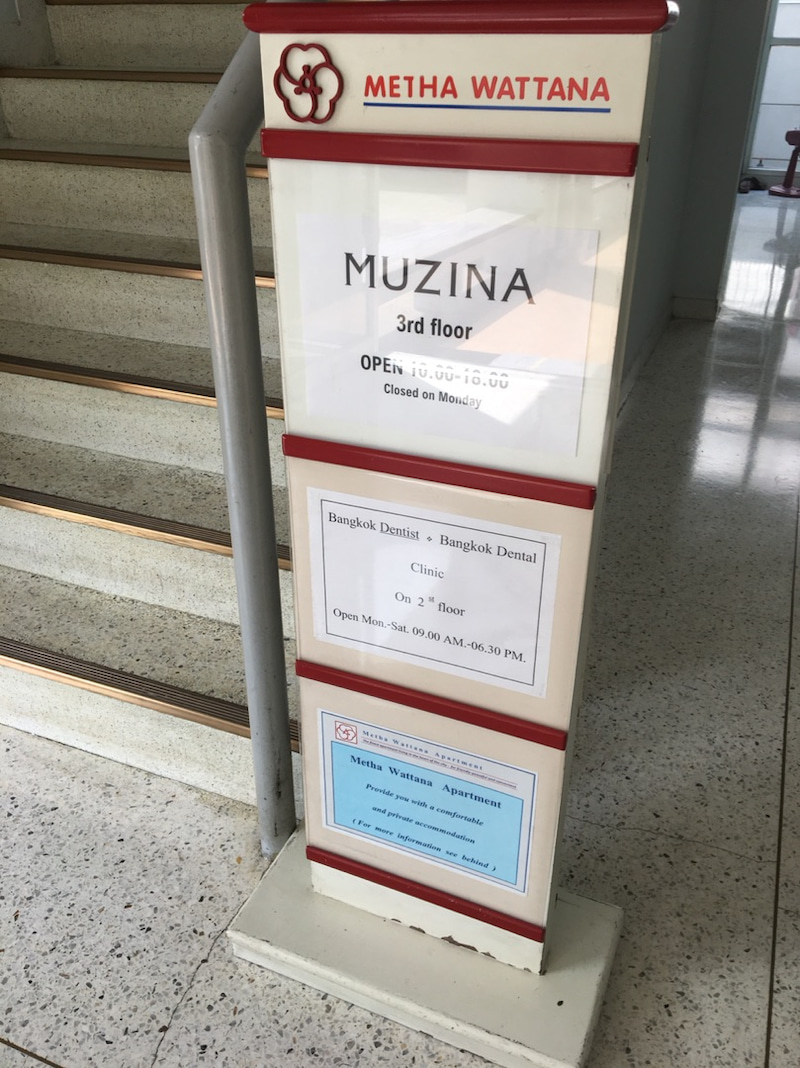 METHA WATTANA
MUZINA
3rd floor
OPEN 10.00-18.00
Closed on Monday
Bangkok Dentist ❖ Bangkok Dental
Clinic
On 2 st floor
Open Mon.-Sat. 09.00 AM.-06.30 PM.
Metha Wattana Apartment
Metha Wattana Apartment
Provide you with a comfortable
and private accommodation
( For more information see behind )